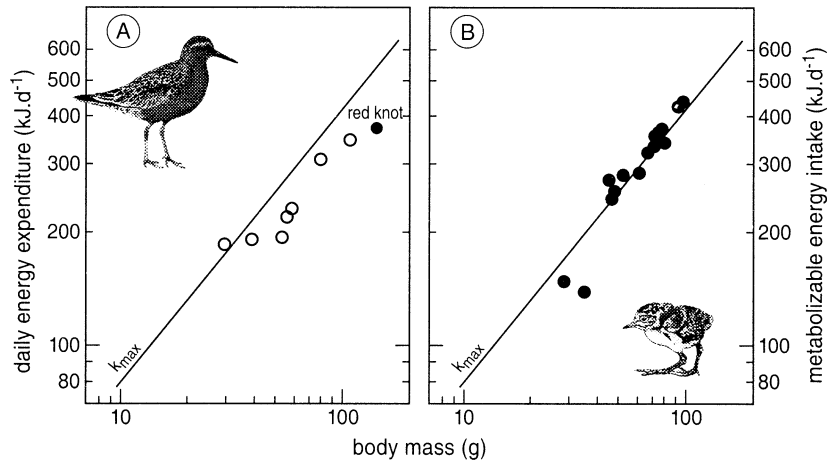 A
600
500
400
300
200
100
80
daily energy expenditure (kJ.d-1)
red knot
kmax
10
100
B
600
500
400
300
200
100
80
metabolizable energy intake (kJ.d-1)
kmax
10
100
body mass (g)